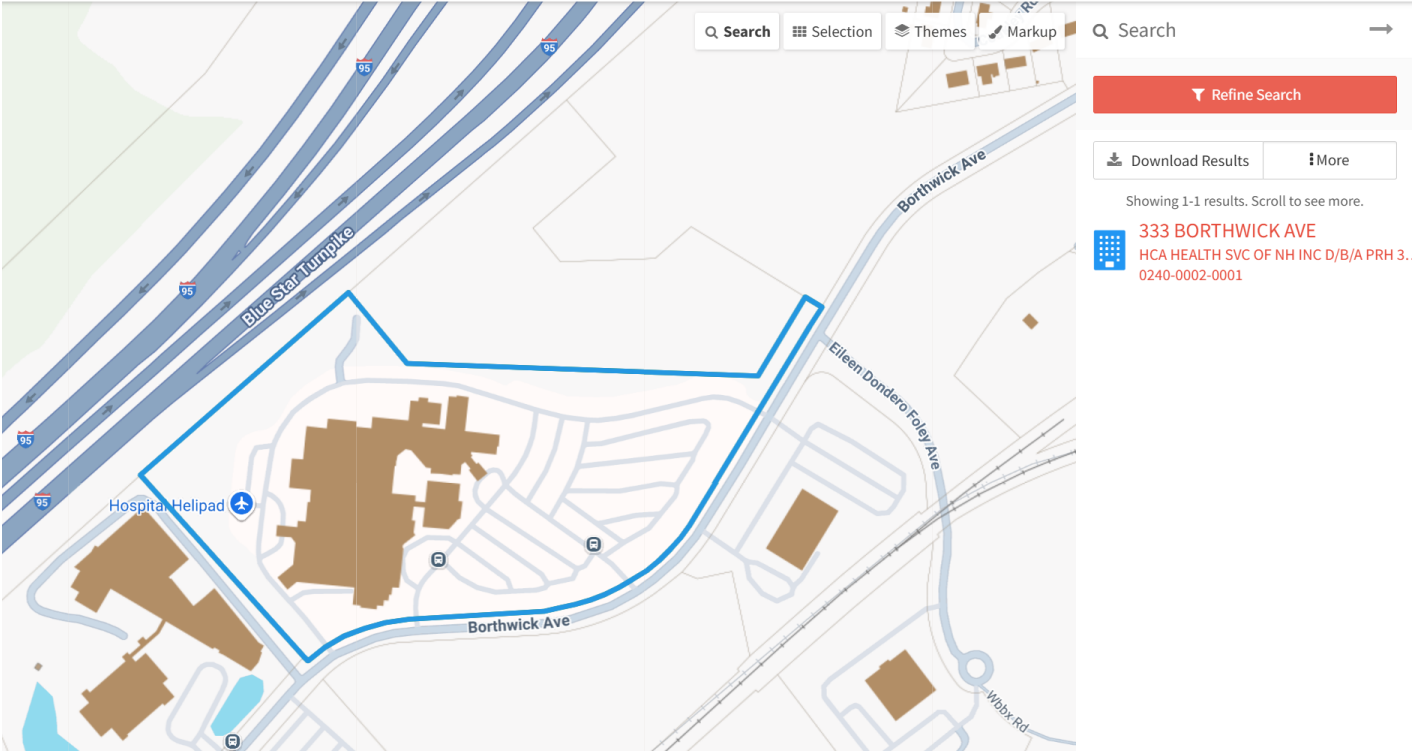 Search
Selection
Themes
Markup
Search
Refine Search
Download Results
More
Showing 1-1 results. Scroll to see more.
333 BORTHWICK AVE
HCA HEALTH SVC OF NH INC D/B/A PRH 3..
0240-0002-0001
95
95
Borthwick Ave
Blue Star Turnpike
95
Eileen Dondero Foley Ave
95
95
Hospital Helipad
Borthwick Ave
Wbbx Rd